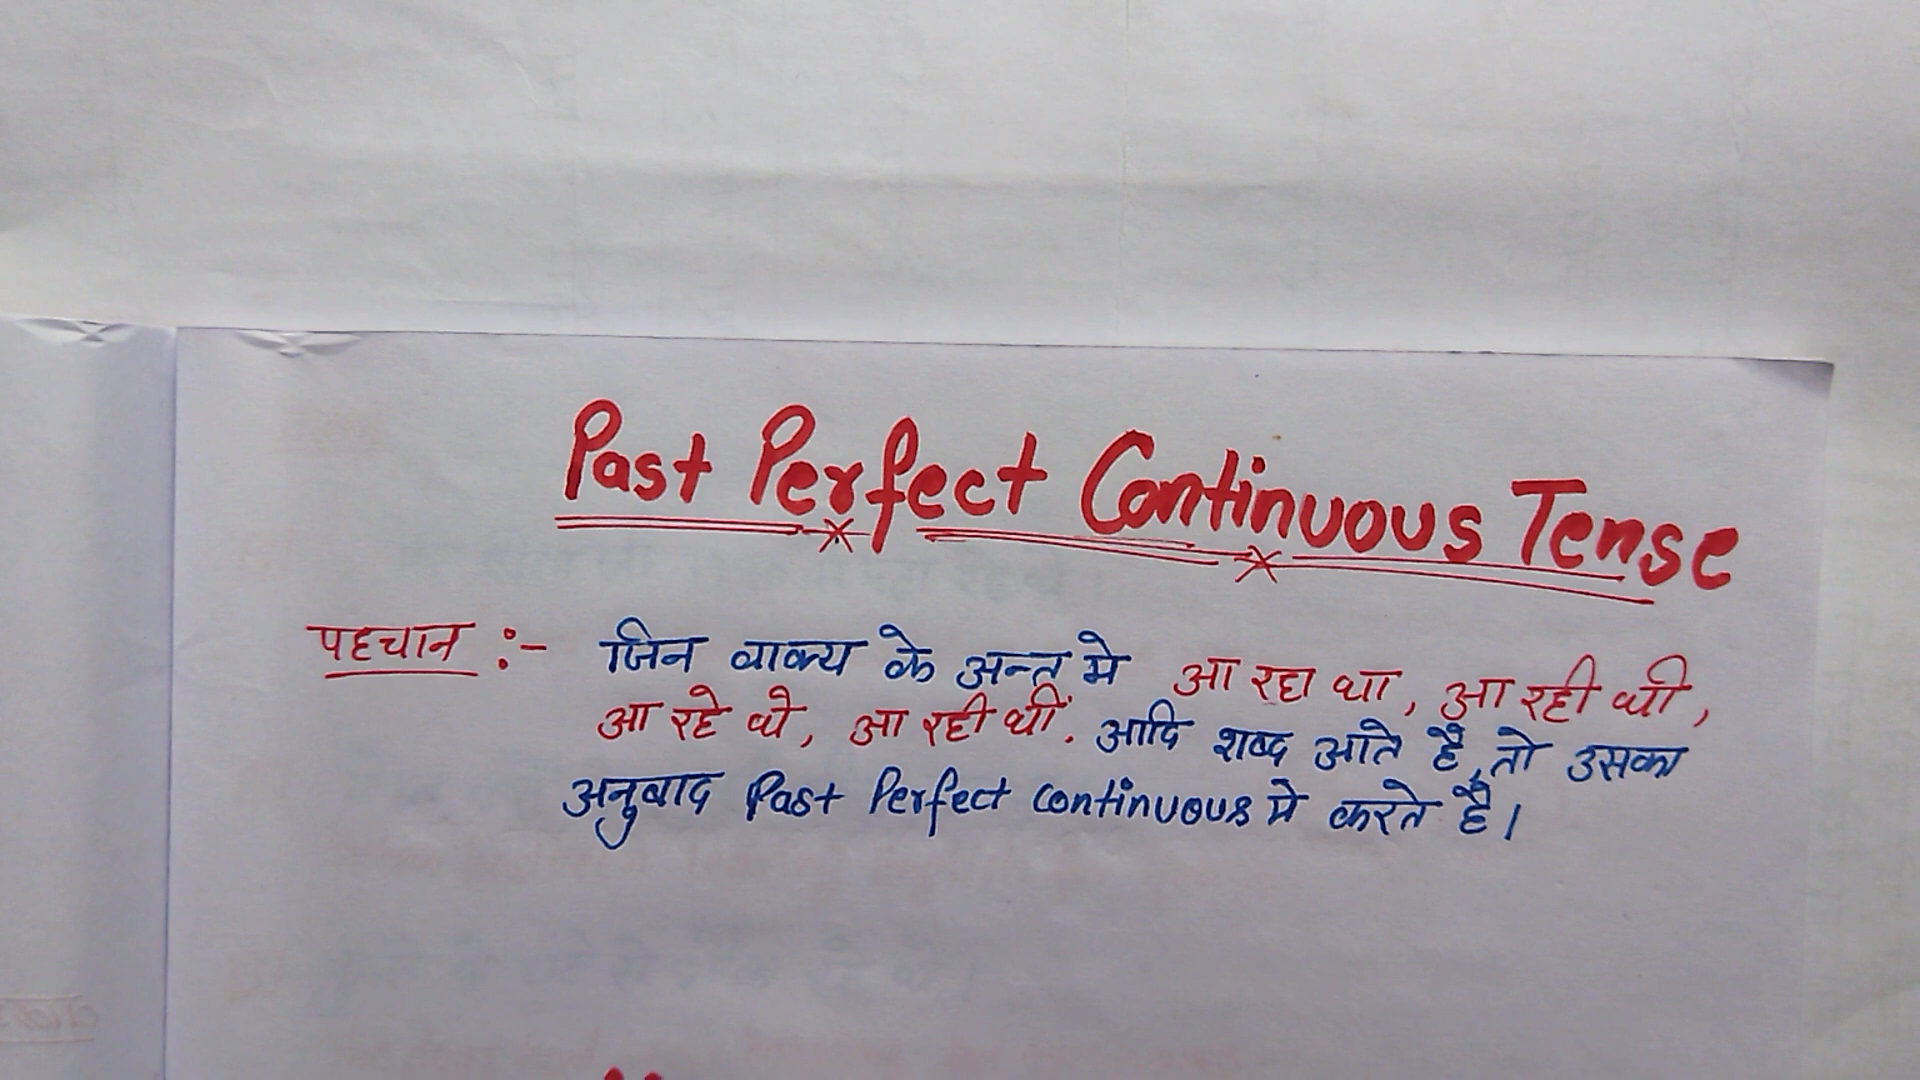 Past Perfect Continuous Tense
पहचान :- जिन वाक्य के अन्त मे आ रहा था, आ रही थी,
आ रहे थे, आ रही थीं. आदि शब्द आते है, तो उसका
अनुबाद Past Perfect continuous मे करते है।